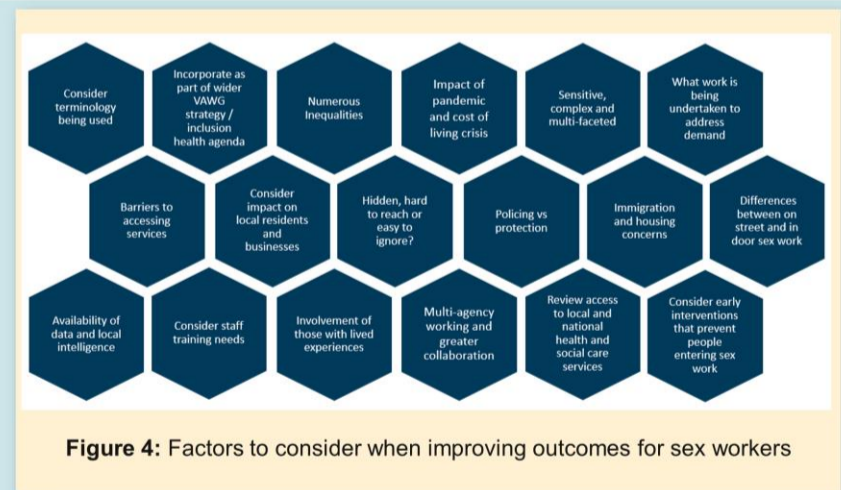 Consider
terminology
being used
Incorporate as
part of wider
VAWG
strategy /
inclusion
health agenda
Numerous
Inequalities
Impact of
pandemic
and cost of
living crisis
Sensitive,
complex and
multi-faceted
What work is
being
undertaken to
address
demand
Barriers to
accessing
services
Consider
impact on
local residents
and
businesses
Hidden, hard
to reach or
easy to
ignore?
Policing vs
protection
Immigration
and housing
concerns
Differences
between on
street and in
door sex work
Availability of
data and local
intelligence
Consider staff
training needs
Involvement of
those with lived
experiences
Multi-agency
working and
greater
collaboration
Review access
to local and
national
health and
social care
services
Consider early
interventions
that prevent
people
entering sex
work
Figure 4: Factors to consider when improving outcomes for sex workers